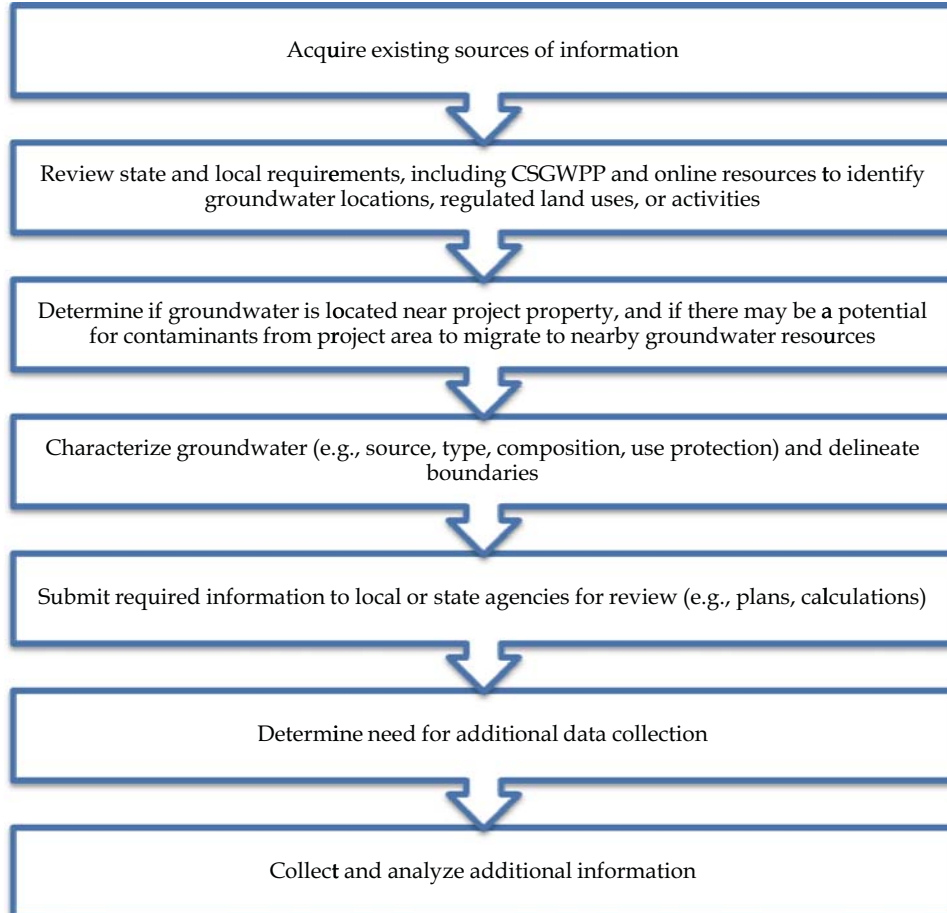 Acquire existing sources of information
Review state and local requirements, including CSGWPP and online resources to identify
groundwater locations, regulated land uses, or activities
Determine if groundwater is located near project property, and if there may be a potential
for contaminants from project area to migrate to nearby groundwater resources
Characterize groundwater (e.g., source, type, composition, use protection) and delineate
boundaries
Submit required information to local or state agencies for review (e.g., plans, calculations)
Determine need for additional data collection
Collect and analyze additional information